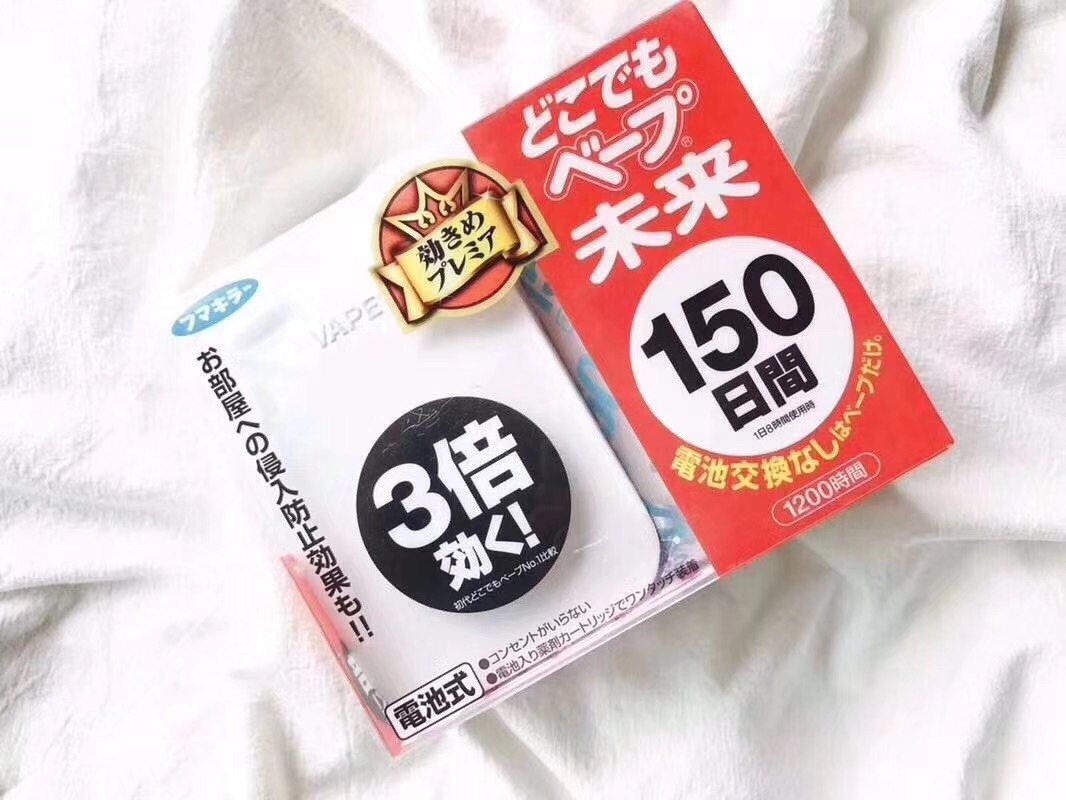 どこでも
ベープ®
未来
150
日間
1日8時間使用時
電池交換なしはベープだけ。
1200時間
効きめ
プレミア
フマキラー
VAPE
お部屋への侵入防止効果も!!
3倍
効く!
初代どこでもベープNo.1比較
●コンセントがいらない
●電池入り薬剤カートリッジでワンタッチ装着
電池式